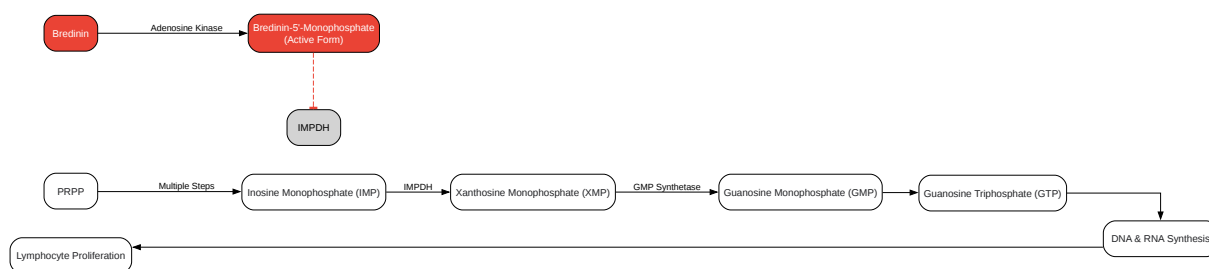 Bredinin
Adenosine Kinase
Bredinin-5'-Monophosphate
(Active Form)
IMPDH
PRPP
Multiple Steps
Inosine Monophosphate (IMP)
IMPDH
Xanthosine Monophosphate (XMP)
GMP Synthetase
Guanosine Monophosphate (GMP)
Guanosine Triphosphate (GTP)
DNA & RNA Synthesis
Lymphocyte Proliferation